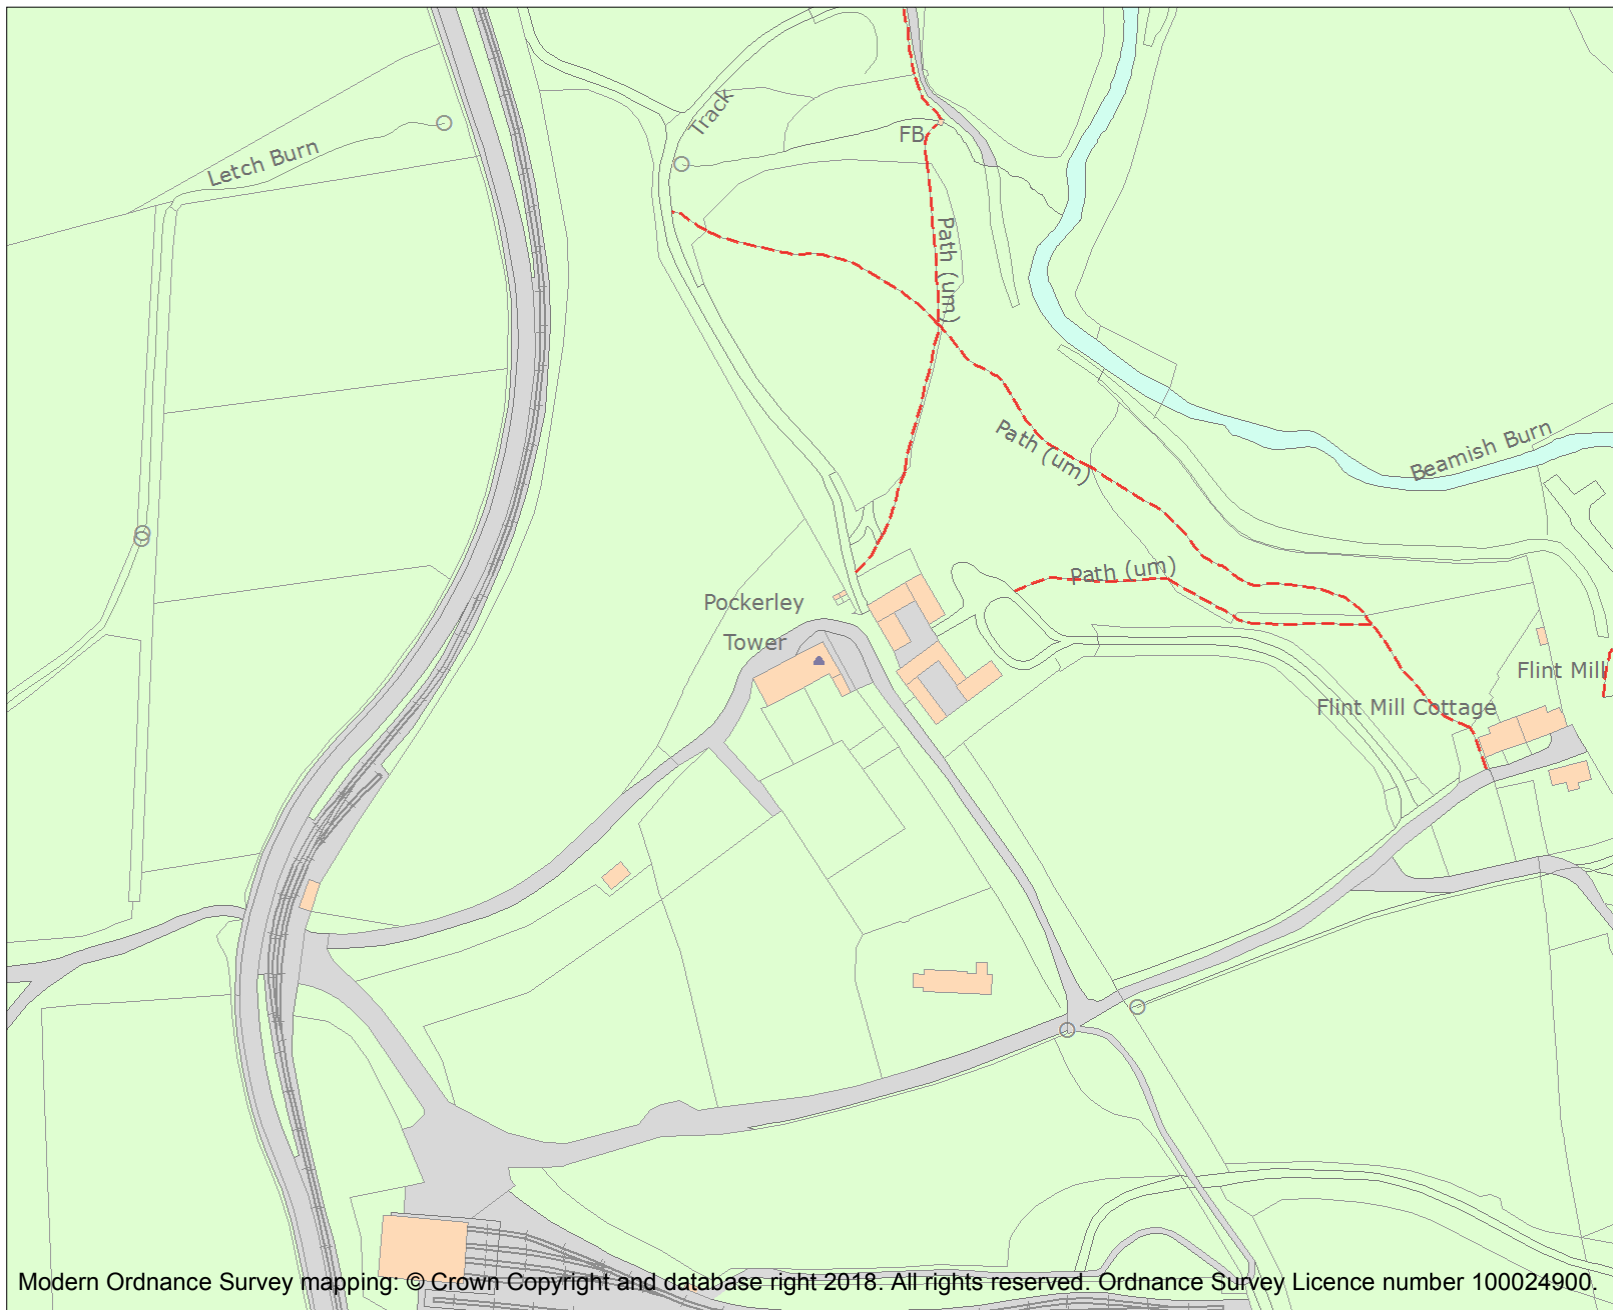 Track
FB
Letch Burn
Path (um)
Path (um)
Beamish Burn
Path (um)
Pockerley
Tower
Flint Mill
Flint Mill Cottage
Modern Ordnance Survey mapping: © Crown Copyright and database right 2018. All rights reserved. Ordnance Survey Licence number 100024900.